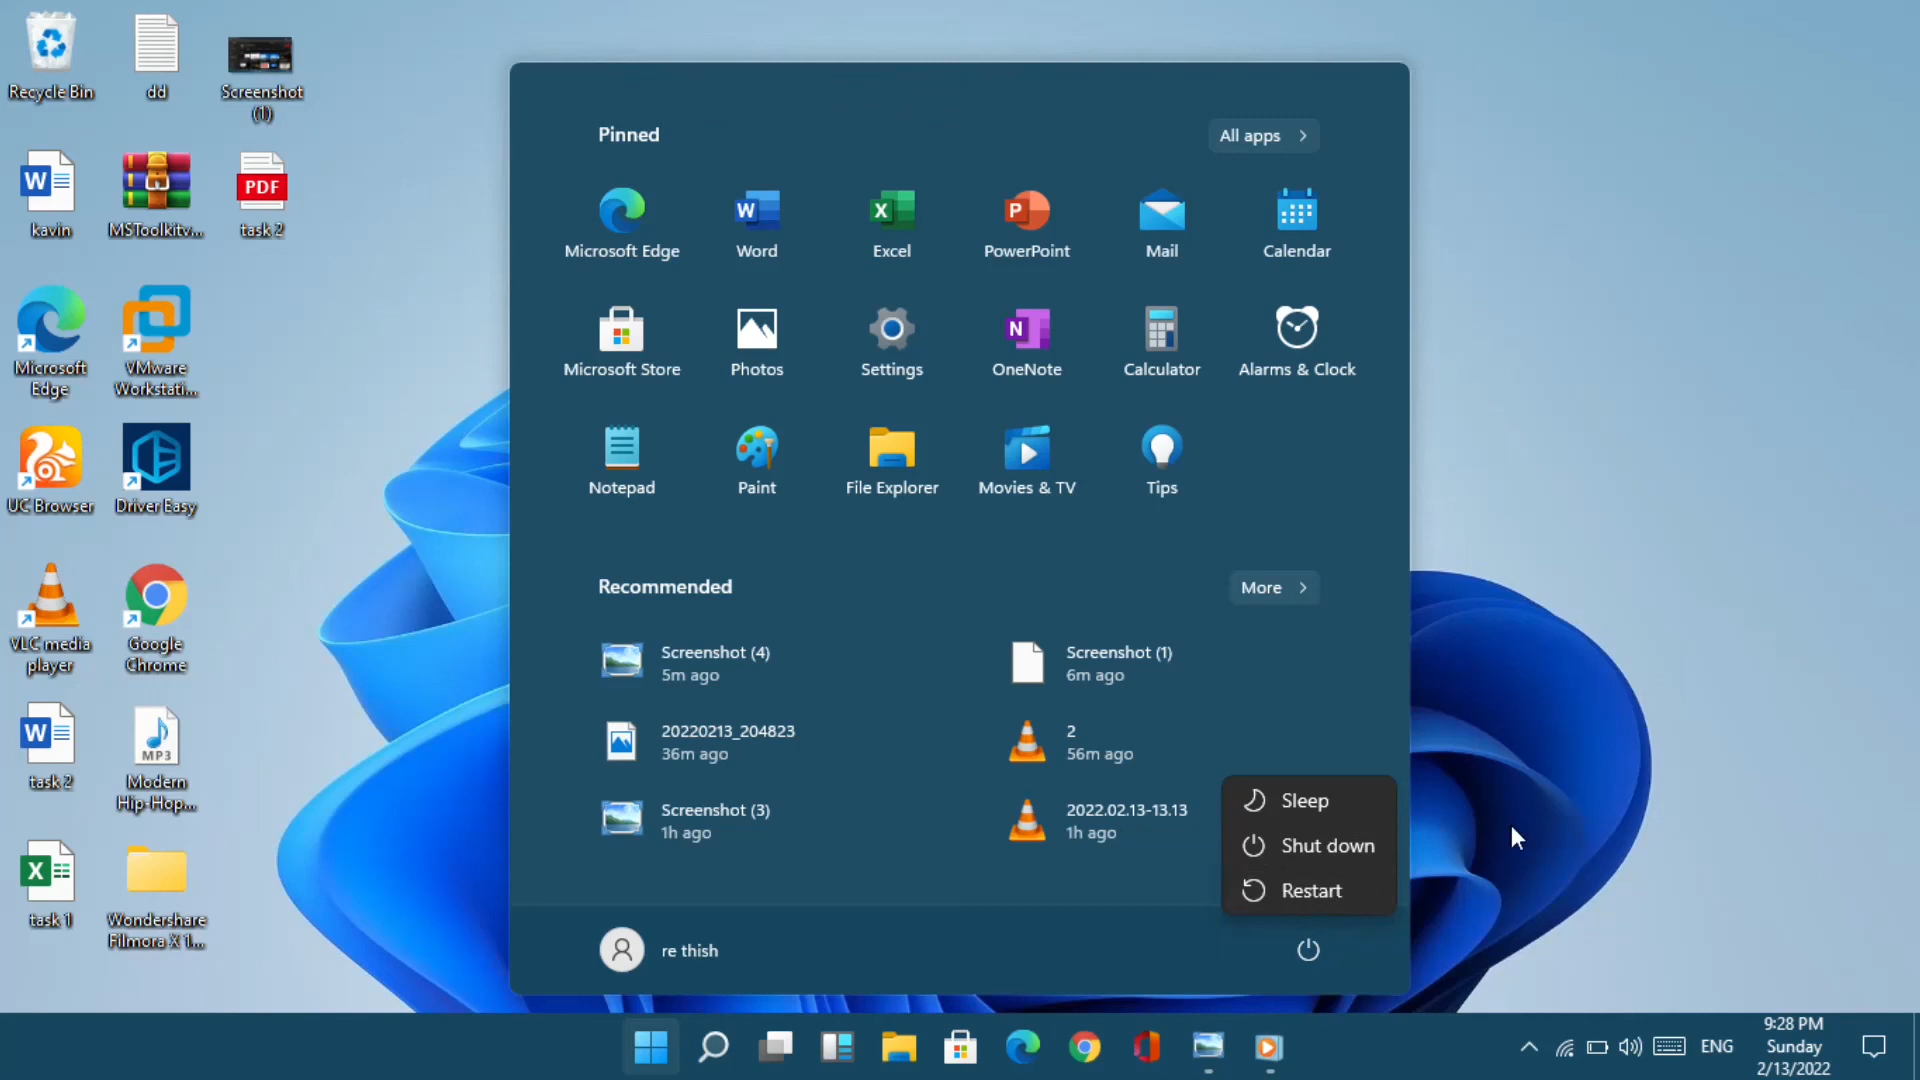 Recycle Bin
dd
Screenshot
(1)
W
kavin
MSToolkitv...
PDF
task 2
Microsoft
Edge
VMware
Workstati...
UC Browser
Driver Easy
VLC media
player
Google
Chrome
W
task 2
MP3
Modern
Hip-Hop...
X
task 1
Wondershare
Filmora X 1...
Pinned
All apps
Microsoft Edge
W
Word
X
Excel
P
PowerPoint
Mail
Calendar
Microsoft Store
Photos
Settings
N
OneNote
Calculator
Alarms & Clock
Notepad
Paint
File Explorer
Movies & TV
Tips
Recommended
More
Screenshot (4)
5m ago
Screenshot (1)
6m ago
20220213_204823
36m ago
2
56m ago
Screenshot (3)
1h ago
2022.02.13-13.13
1h ago
Sleep
Shut down
Restart
re thish
ENG
9:28 PM
Sunday
2/13/2022